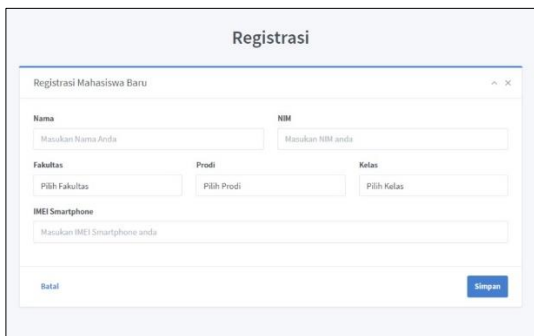 Registrasi
Registrasi Mahasiswa Baru
Nama NIM
Masukan Nama Anda Masukan NIM anda
Fakultas Prodi Kelas
Pilih Fakultas Pilih Prodi Pilih Kelas
IMEI Smartphone
Masukan IMEI Smartphone anda
Batal Simpan